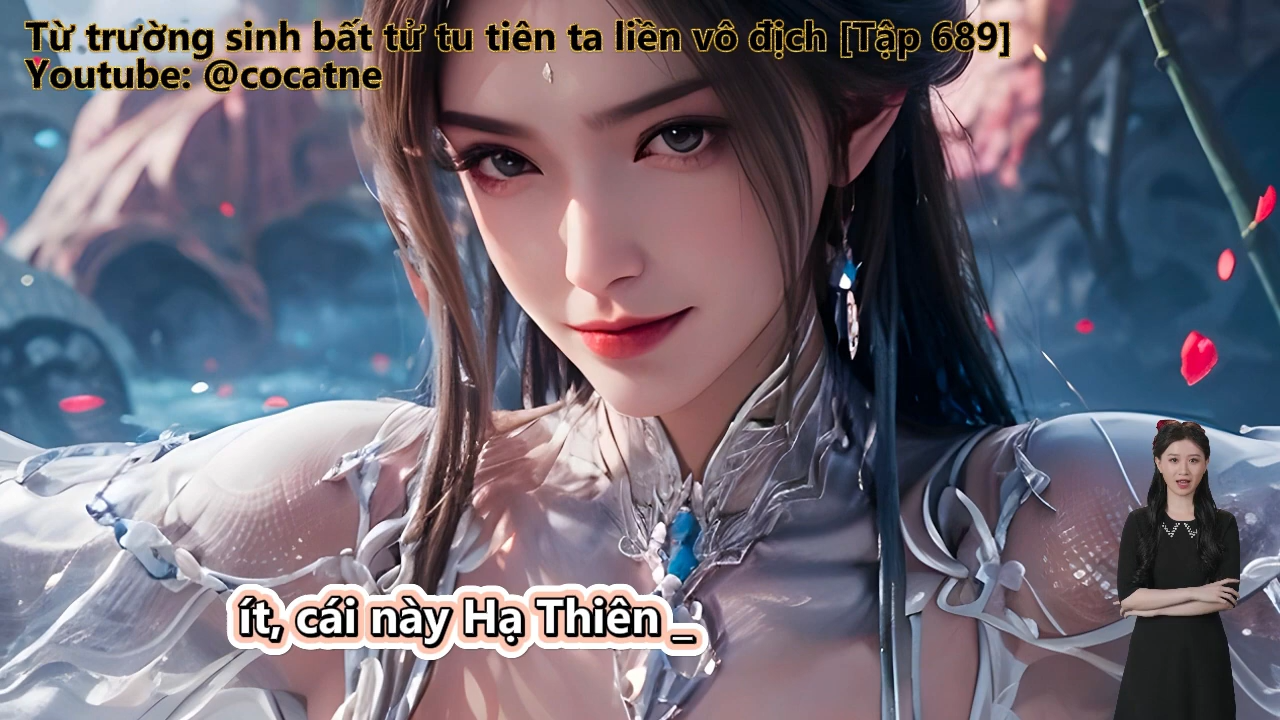 Từ trường sinh bất tử tu tiên ta liền vô địch [Tập 689]
Youtube: @cocatne
ít, cái này Hạ Thiên _